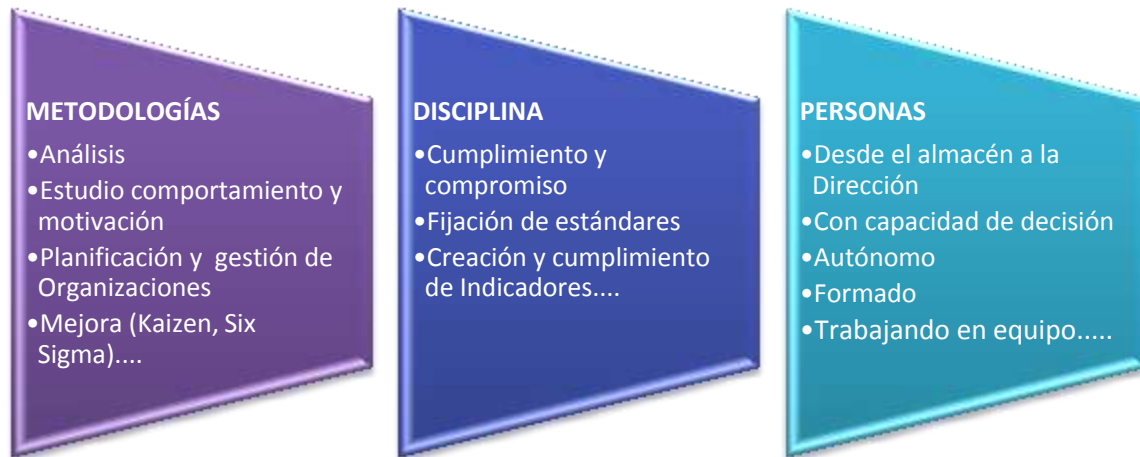 METODOLOGÍAS
•Análisis
•Estudio comportamiento y
motivación
•Planificación y gestión de
Organizaciones
•Mejora (Kaizen, Six
Sigma)....
DISCIPLINA
•Cumplimiento y
compromiso
•Fijación de estándares
•Creación y cumplimiento
de Indicadores....
PERSONAS
•Desde el almacén a la
Dirección
•Con capacidad de decisión
•Autónomo
•Formado
•Trabajando en equipo.....